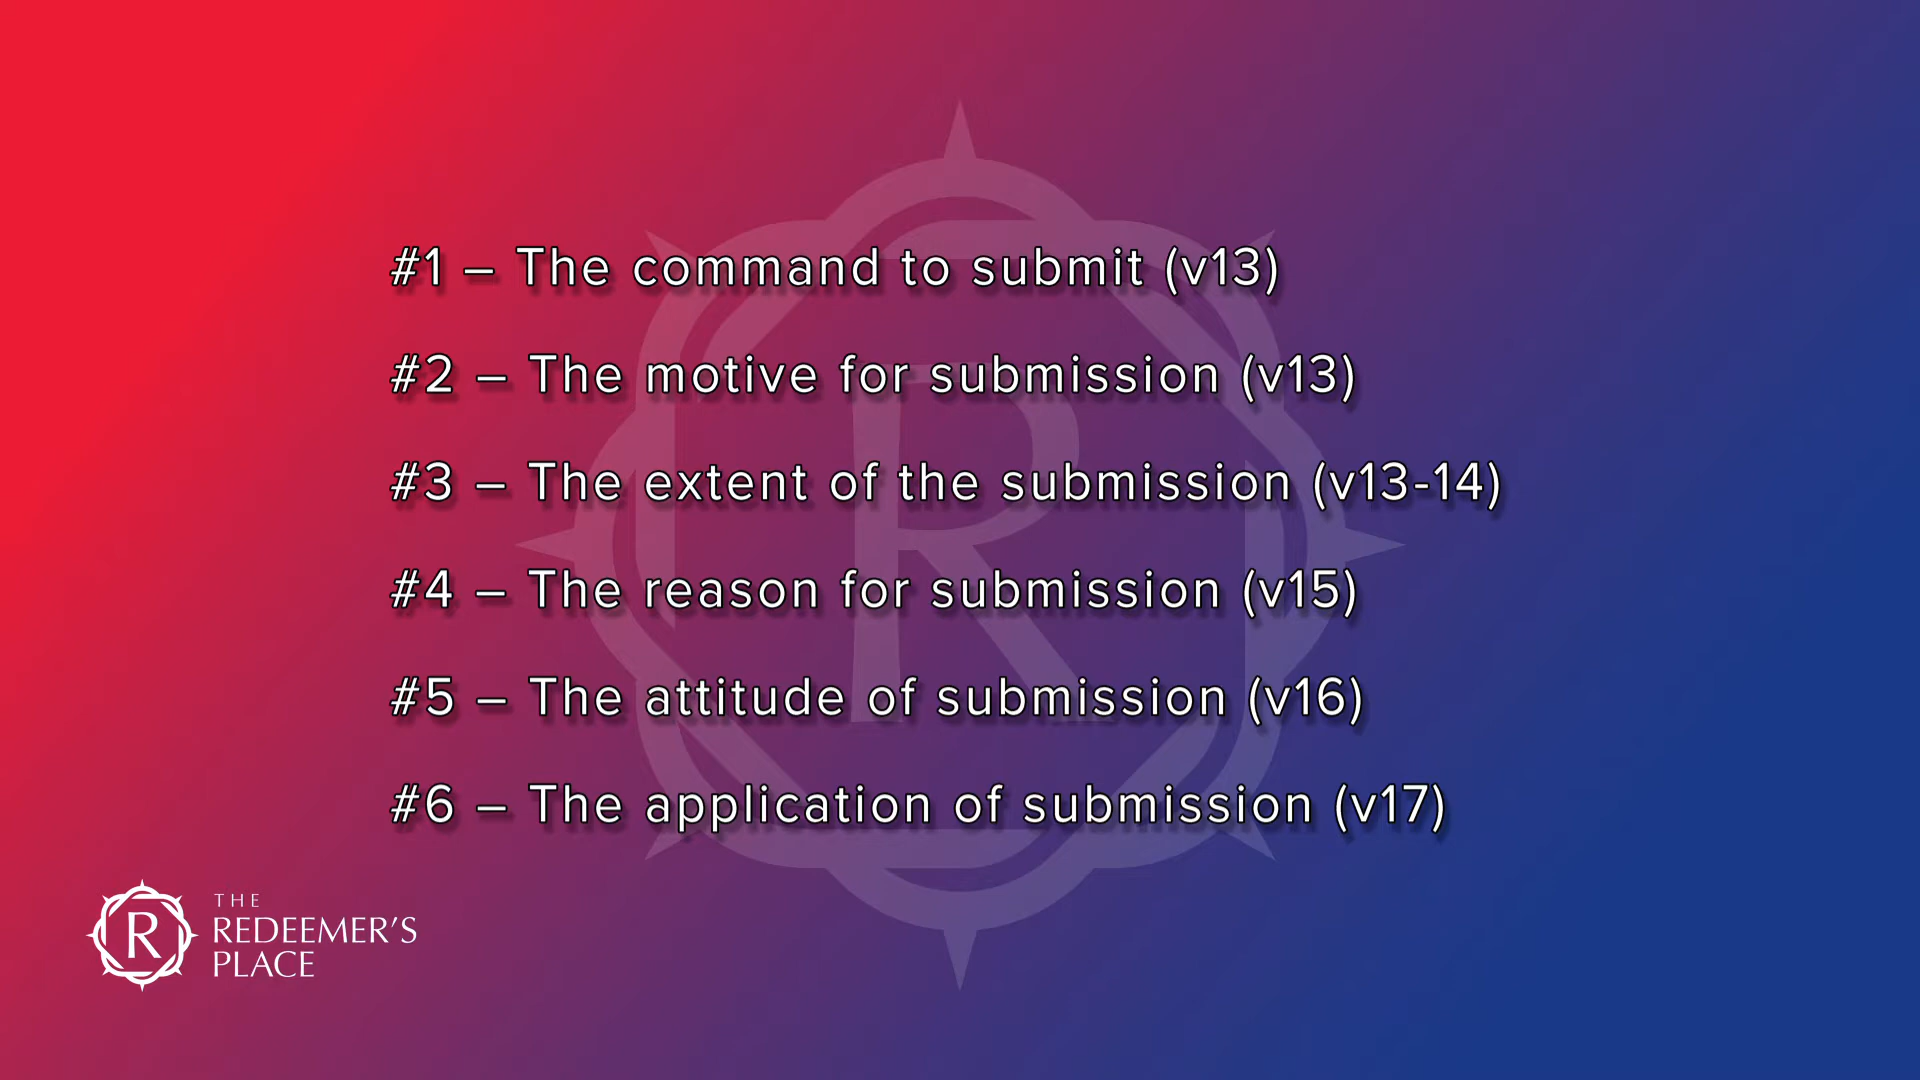 #1 – The command to submit (v13)
#2 – The motive for submission (v13)
#3 – The extent of the submission (v13-14)
#4 – The reason for submission (v15)
#5 – The attitude of submission (v16)
#6 – The application of submission (v17)
R
THE
REDEEMER'S
PLACE